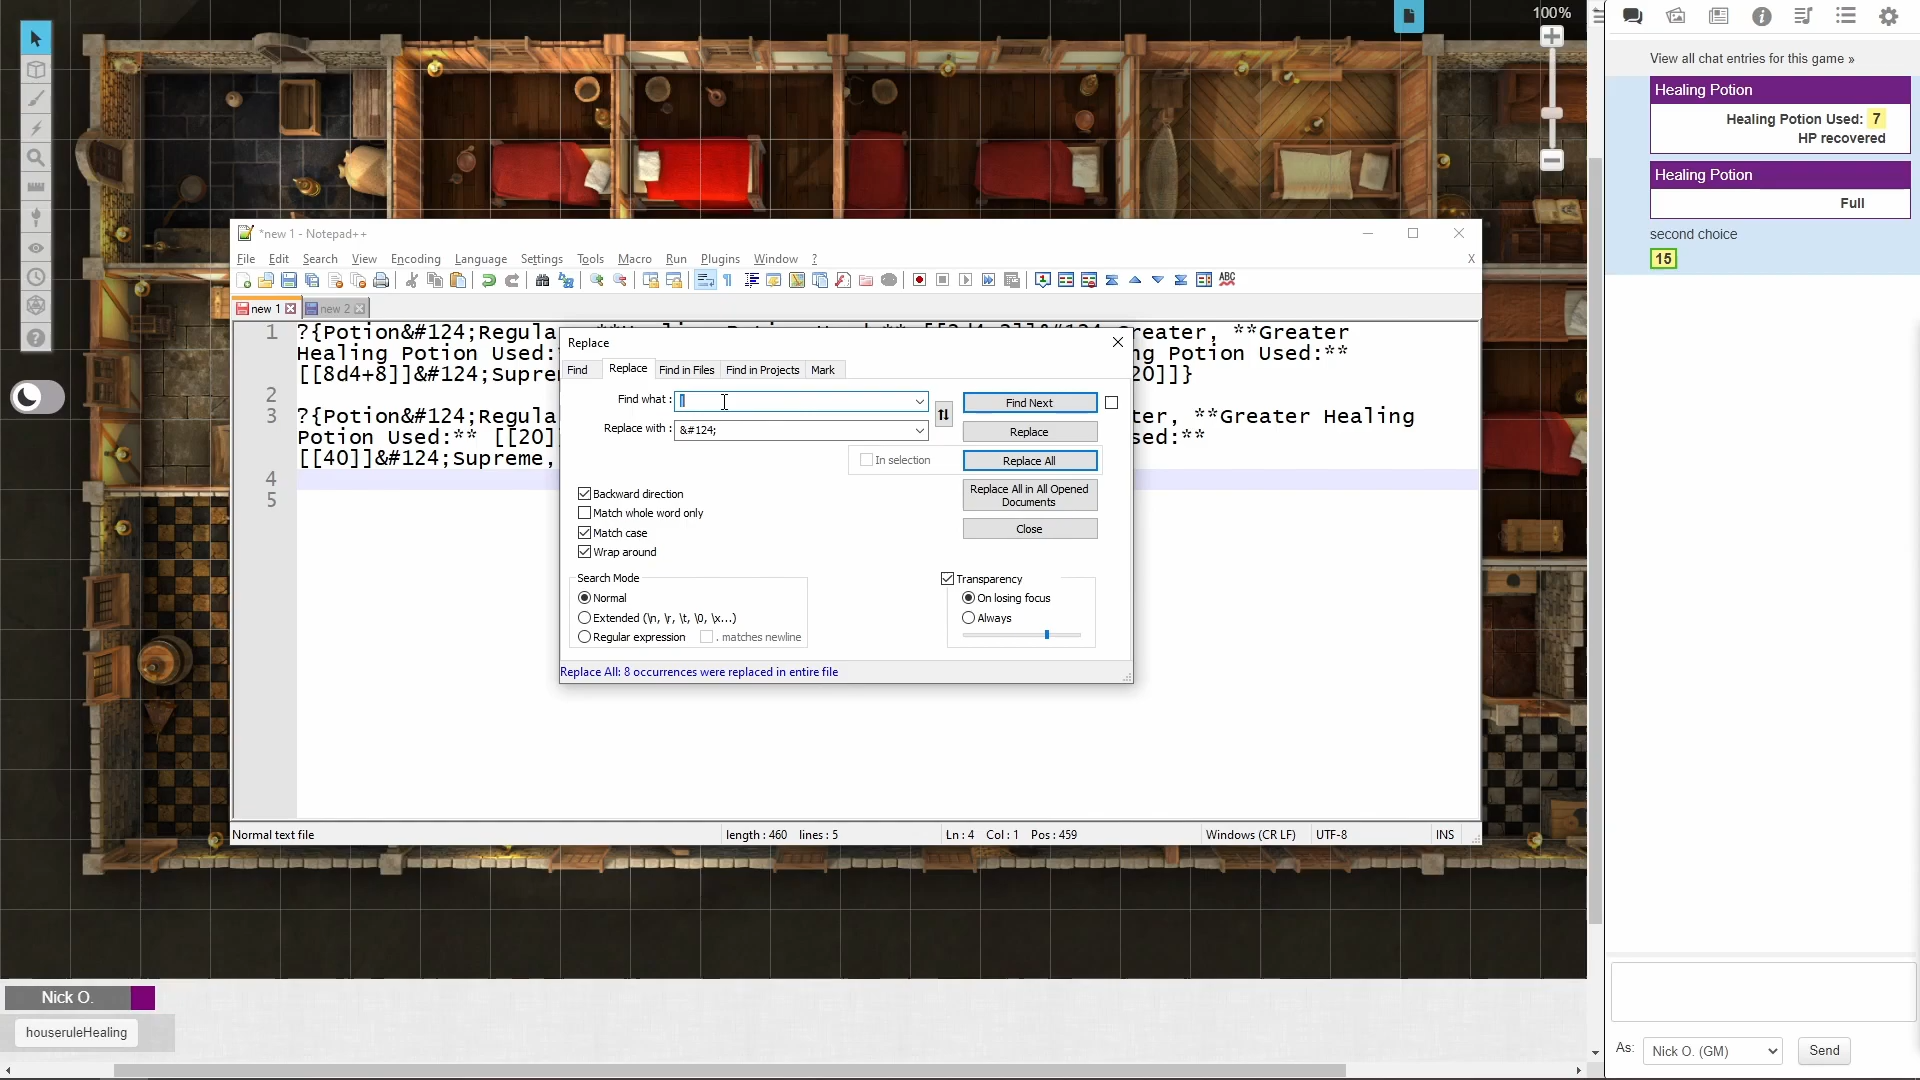 100%
View all chat entries for this game »
Healing Potion
Healing Potion Used: 7
HP recovered
Healing Potion
Full
second choice
15
*new 1 - Notepad++
File Edit Search View Encoding Language Settings Tools Macro Run Plugins Window ?
X
new 1 new 2
1 ?{Potion&#124;Regula Greater, **Greater
Healing Potion Used: ng Potion Used:**
[[8d4+8]]&#124;Supre 20]]}
2
3 ?{Potion&#124;Regula ter, **Greater Healing
Potion Used:** [[20] sed:**
[[40]]&#124;Supreme,
4
5
Replace
Find Replace Find in Files Find in Projects Mark
Find what : |
Find Next
Replace with : &#124;
Replace
In selection
Replace All
Replace All in All Opened
Documents
Close
Backward direction
Match whole word only
Match case
Wrap around
Search Mode
Normal
Extended (\n, \r, \t, \0, \x...)
Regular expression . matches newline
Transparency
On losing focus
Always
Replace All: 8 occurrences were replaced in entire file
Normal text file length : 460 lines : 5 Ln : 4 Col : 1 Pos : 459 Windows (CR LF) UTF-8 INS
Nick O.
houseruleHealing
As: Nick O. (GM) Send